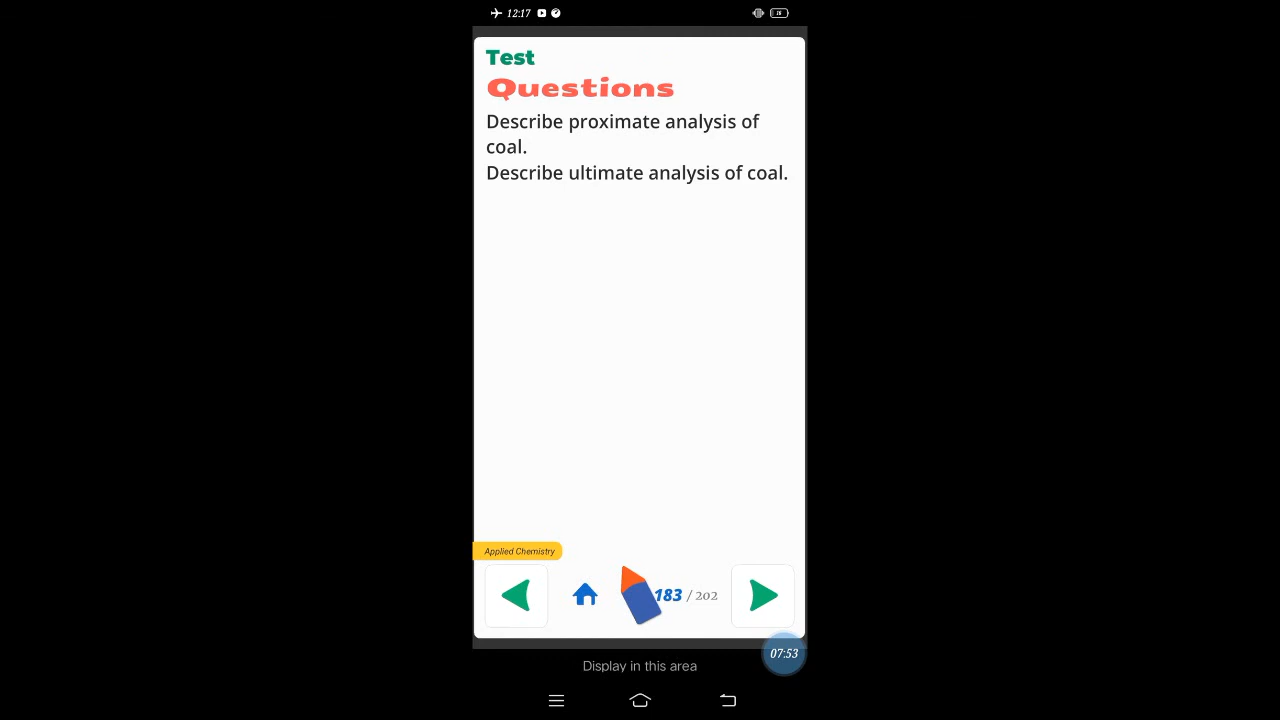 12:17
Test
Questions
Describe proximate analysis of
coal.
Describe ultimate analysis of coal.
Applied Chemistry
183 / 202
07:53
Display in this area